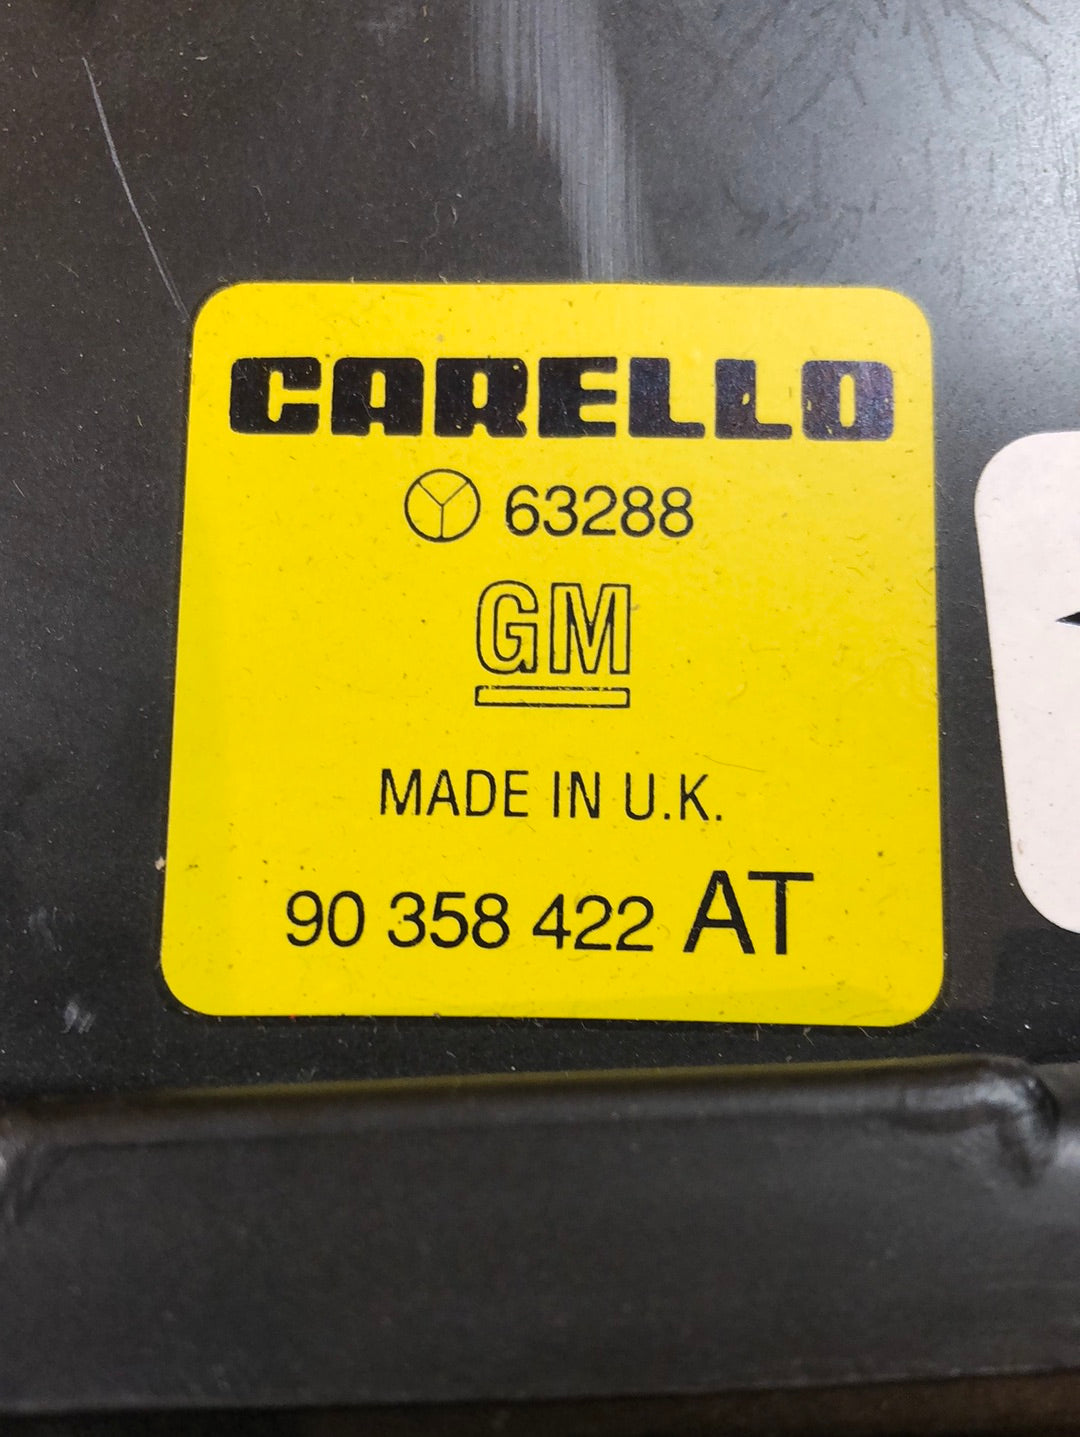 CARELLO
63288
GM
MADE IN U.K.
90 358 422 AT